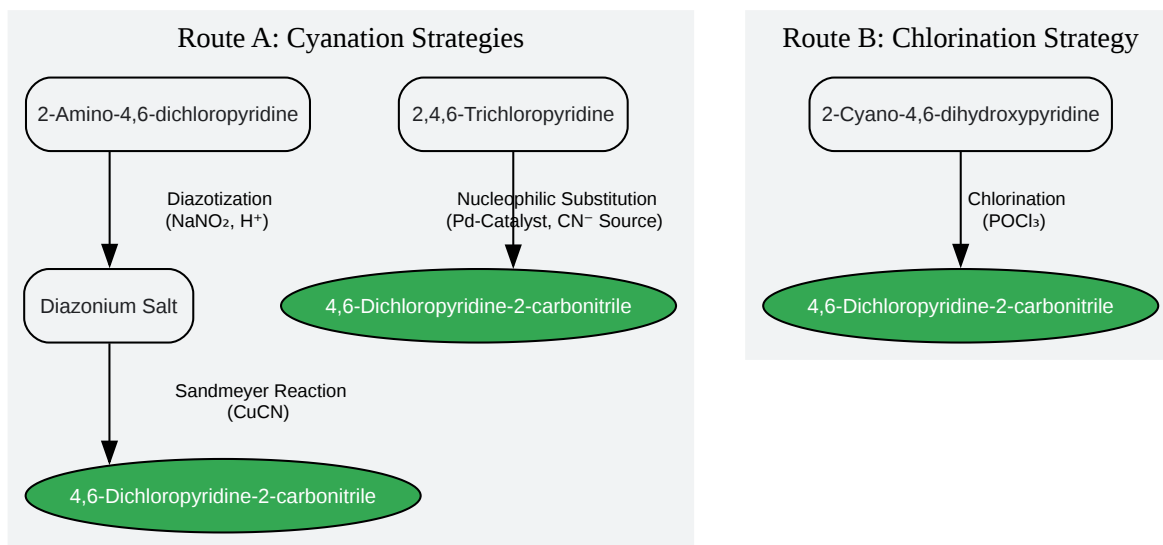 Route A: Cyanation Strategies
2-Amino-4,6-dichloropyridine
2,4,6-Trichloropyridine
Diazotization
(NaNO₂, H⁺)
Nucleophilic Substitution
(Pd-Catalyst, CN⁻ Source)
Diazonium Salt
4,6-Dichloropyridine-2-carbonitrile
Sandmeyer Reaction
(CuCN)
4,6-Dichloropyridine-2-carbonitrile
Route B: Chlorination Strategy
2-Cyano-4,6-dihydroxypyridine
Chlorination
(POCl₃)
4,6-Dichloropyridine-2-carbonitrile